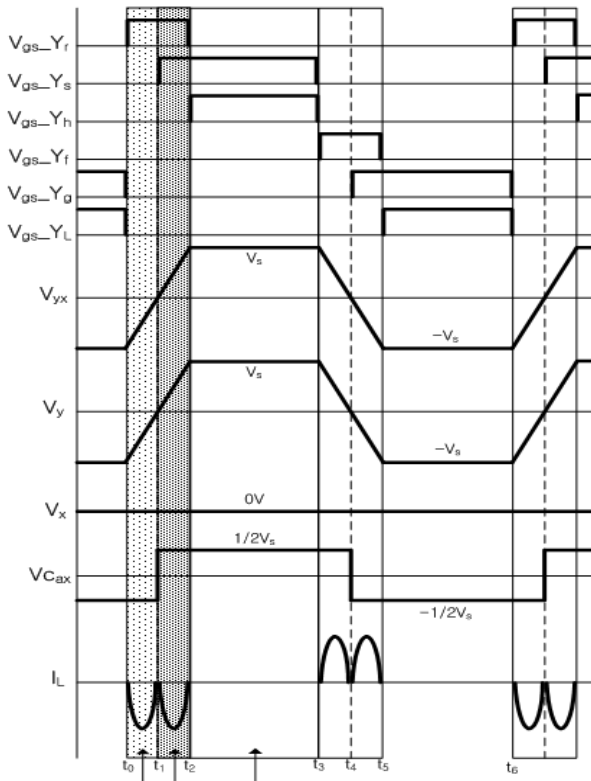 Vgs_Yr
Vgs_Ys
Vgs_Yh
Vgs_Yf
Vgs_Yg
Vgs_YL
Vs
Vyx
−Vs
Vs
Vy
−Vs
0V
Vx
1/2Vs
VCax
−1/2Vs
IL
t0 t1 t2 t3 t4 t5 t6